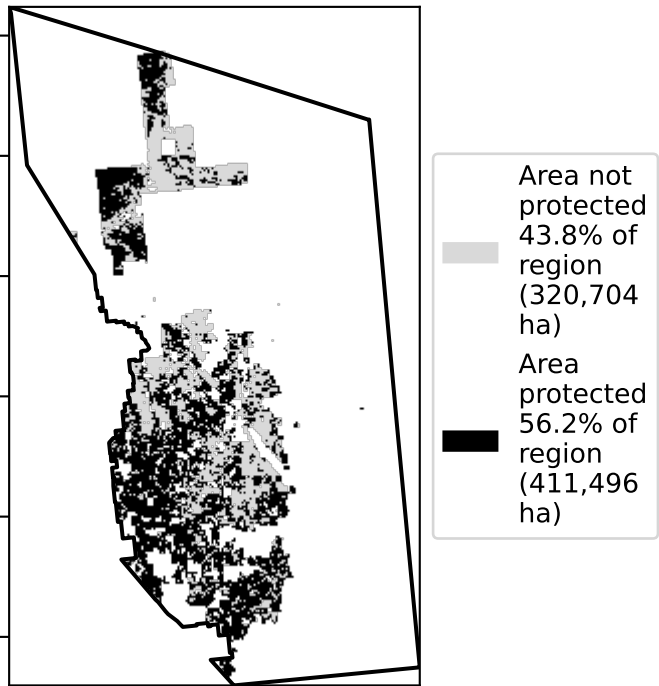 Area not
protected
43.8% of
region
(320,704
ha)
Area
protected
56.2% of
region
(411,496
ha)